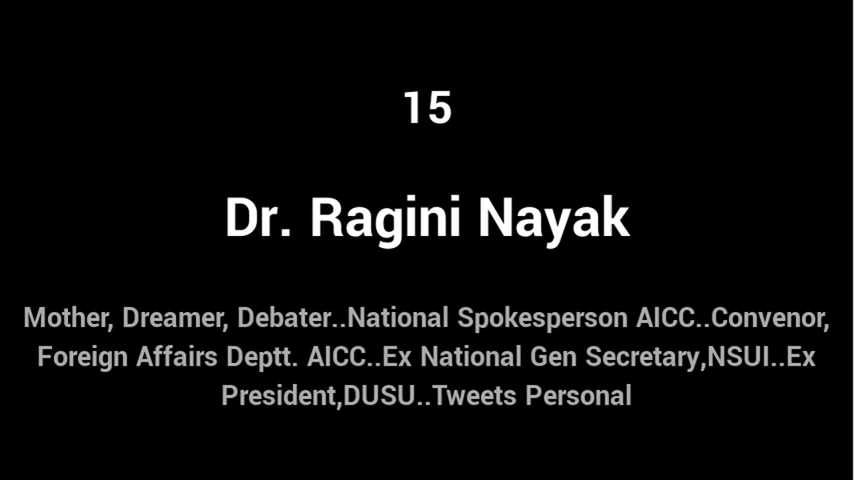 15
Dr. Ragini Nayak
Mother, Dreamer, Debater..National Spokesperson AICC..Convenor,
Foreign Affairs Deptt. AICC..Ex National Gen Secretary,NSUI..Ex
President,DUSU..Tweets Personal